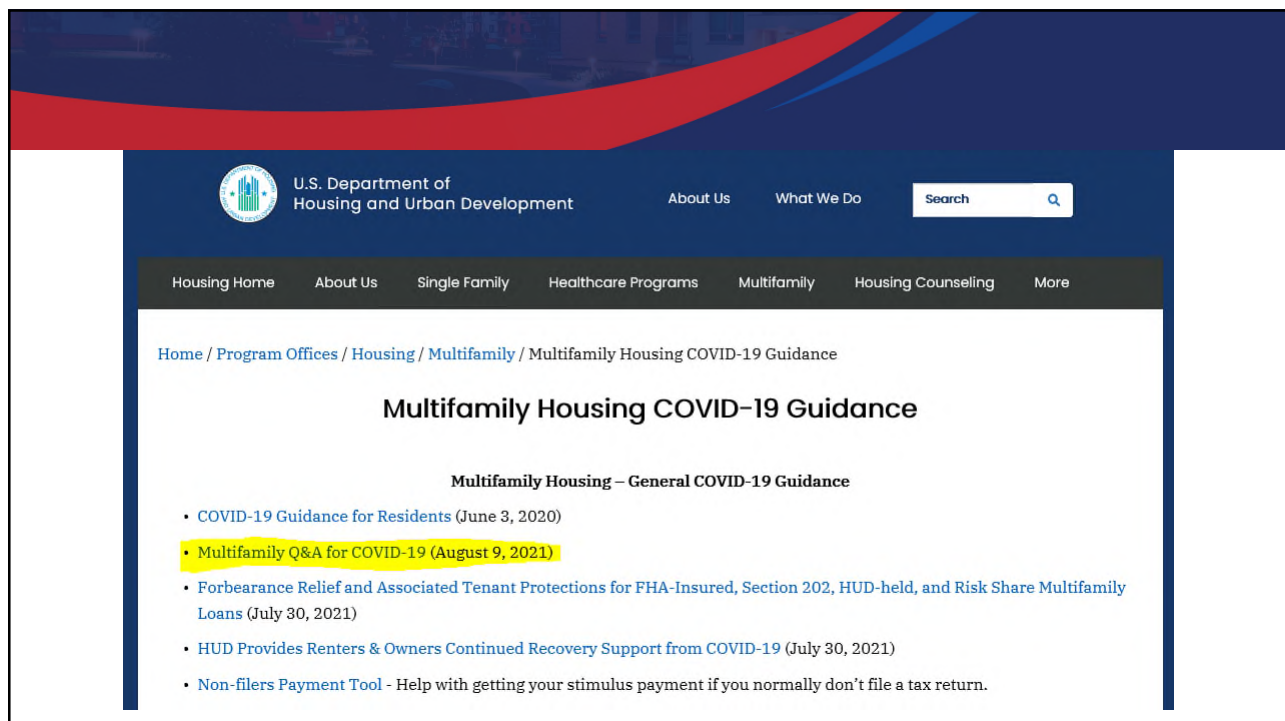 U.S. Department of
Housing and Urban Development
About Us
What We Do
Search
Housing Home
About Us
Single Family
Healthcare Programs
Multifamily
Housing Counseling
More
Home / Program Offices / Housing / Multifamily / Multifamily Housing COVID-19 Guidance
Multifamily Housing COVID-19 Guidance
Multifamily Housing – General COVID-19 Guidance
• COVID-19 Guidance for Residents (June 3, 2020)
• Multifamily Q&A for COVID-19 (August 9, 2021)
• Forbearance Relief and Associated Tenant Protections for FHA-Insured, Section 202, HUD-held, and Risk Share Multifamily
Loans (July 30, 2021)
• HUD Provides Renters & Owners Continued Recovery Support from COVID-19 (July 30, 2021)
• Non-filers Payment Tool - Help with getting your stimulus payment if you normally don't file a tax return.